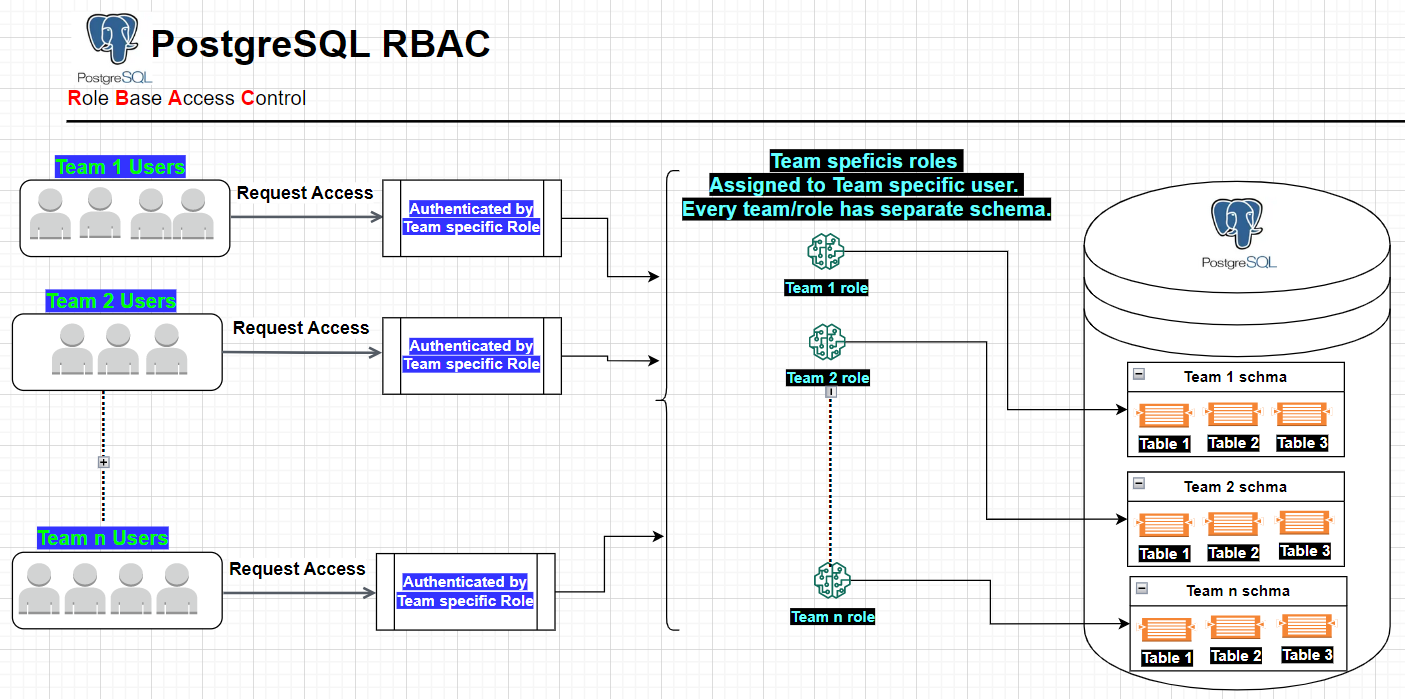 PostgreSQL RBAC
PostgreSQL
Role Base Access Control
Team 1 Users
Request Access
Authenticated by
Team specific Role
Team 2 Users
Request Access
Authenticated by
Team specific Role
Team n Users
Request Access
Authenticated by
Team specific Role
Team speficis roles
Assigned to Team specific user.
Every team/role has separate schema.
Team 1 role
Team 2 role
Team n role
PostgreSQL
Team 1 schma
Table 1 Table 2 Table 3
Team 2 schma
Table 1 Table 2 Table 3
Team n schma
Table 1 Table 2 Table 3